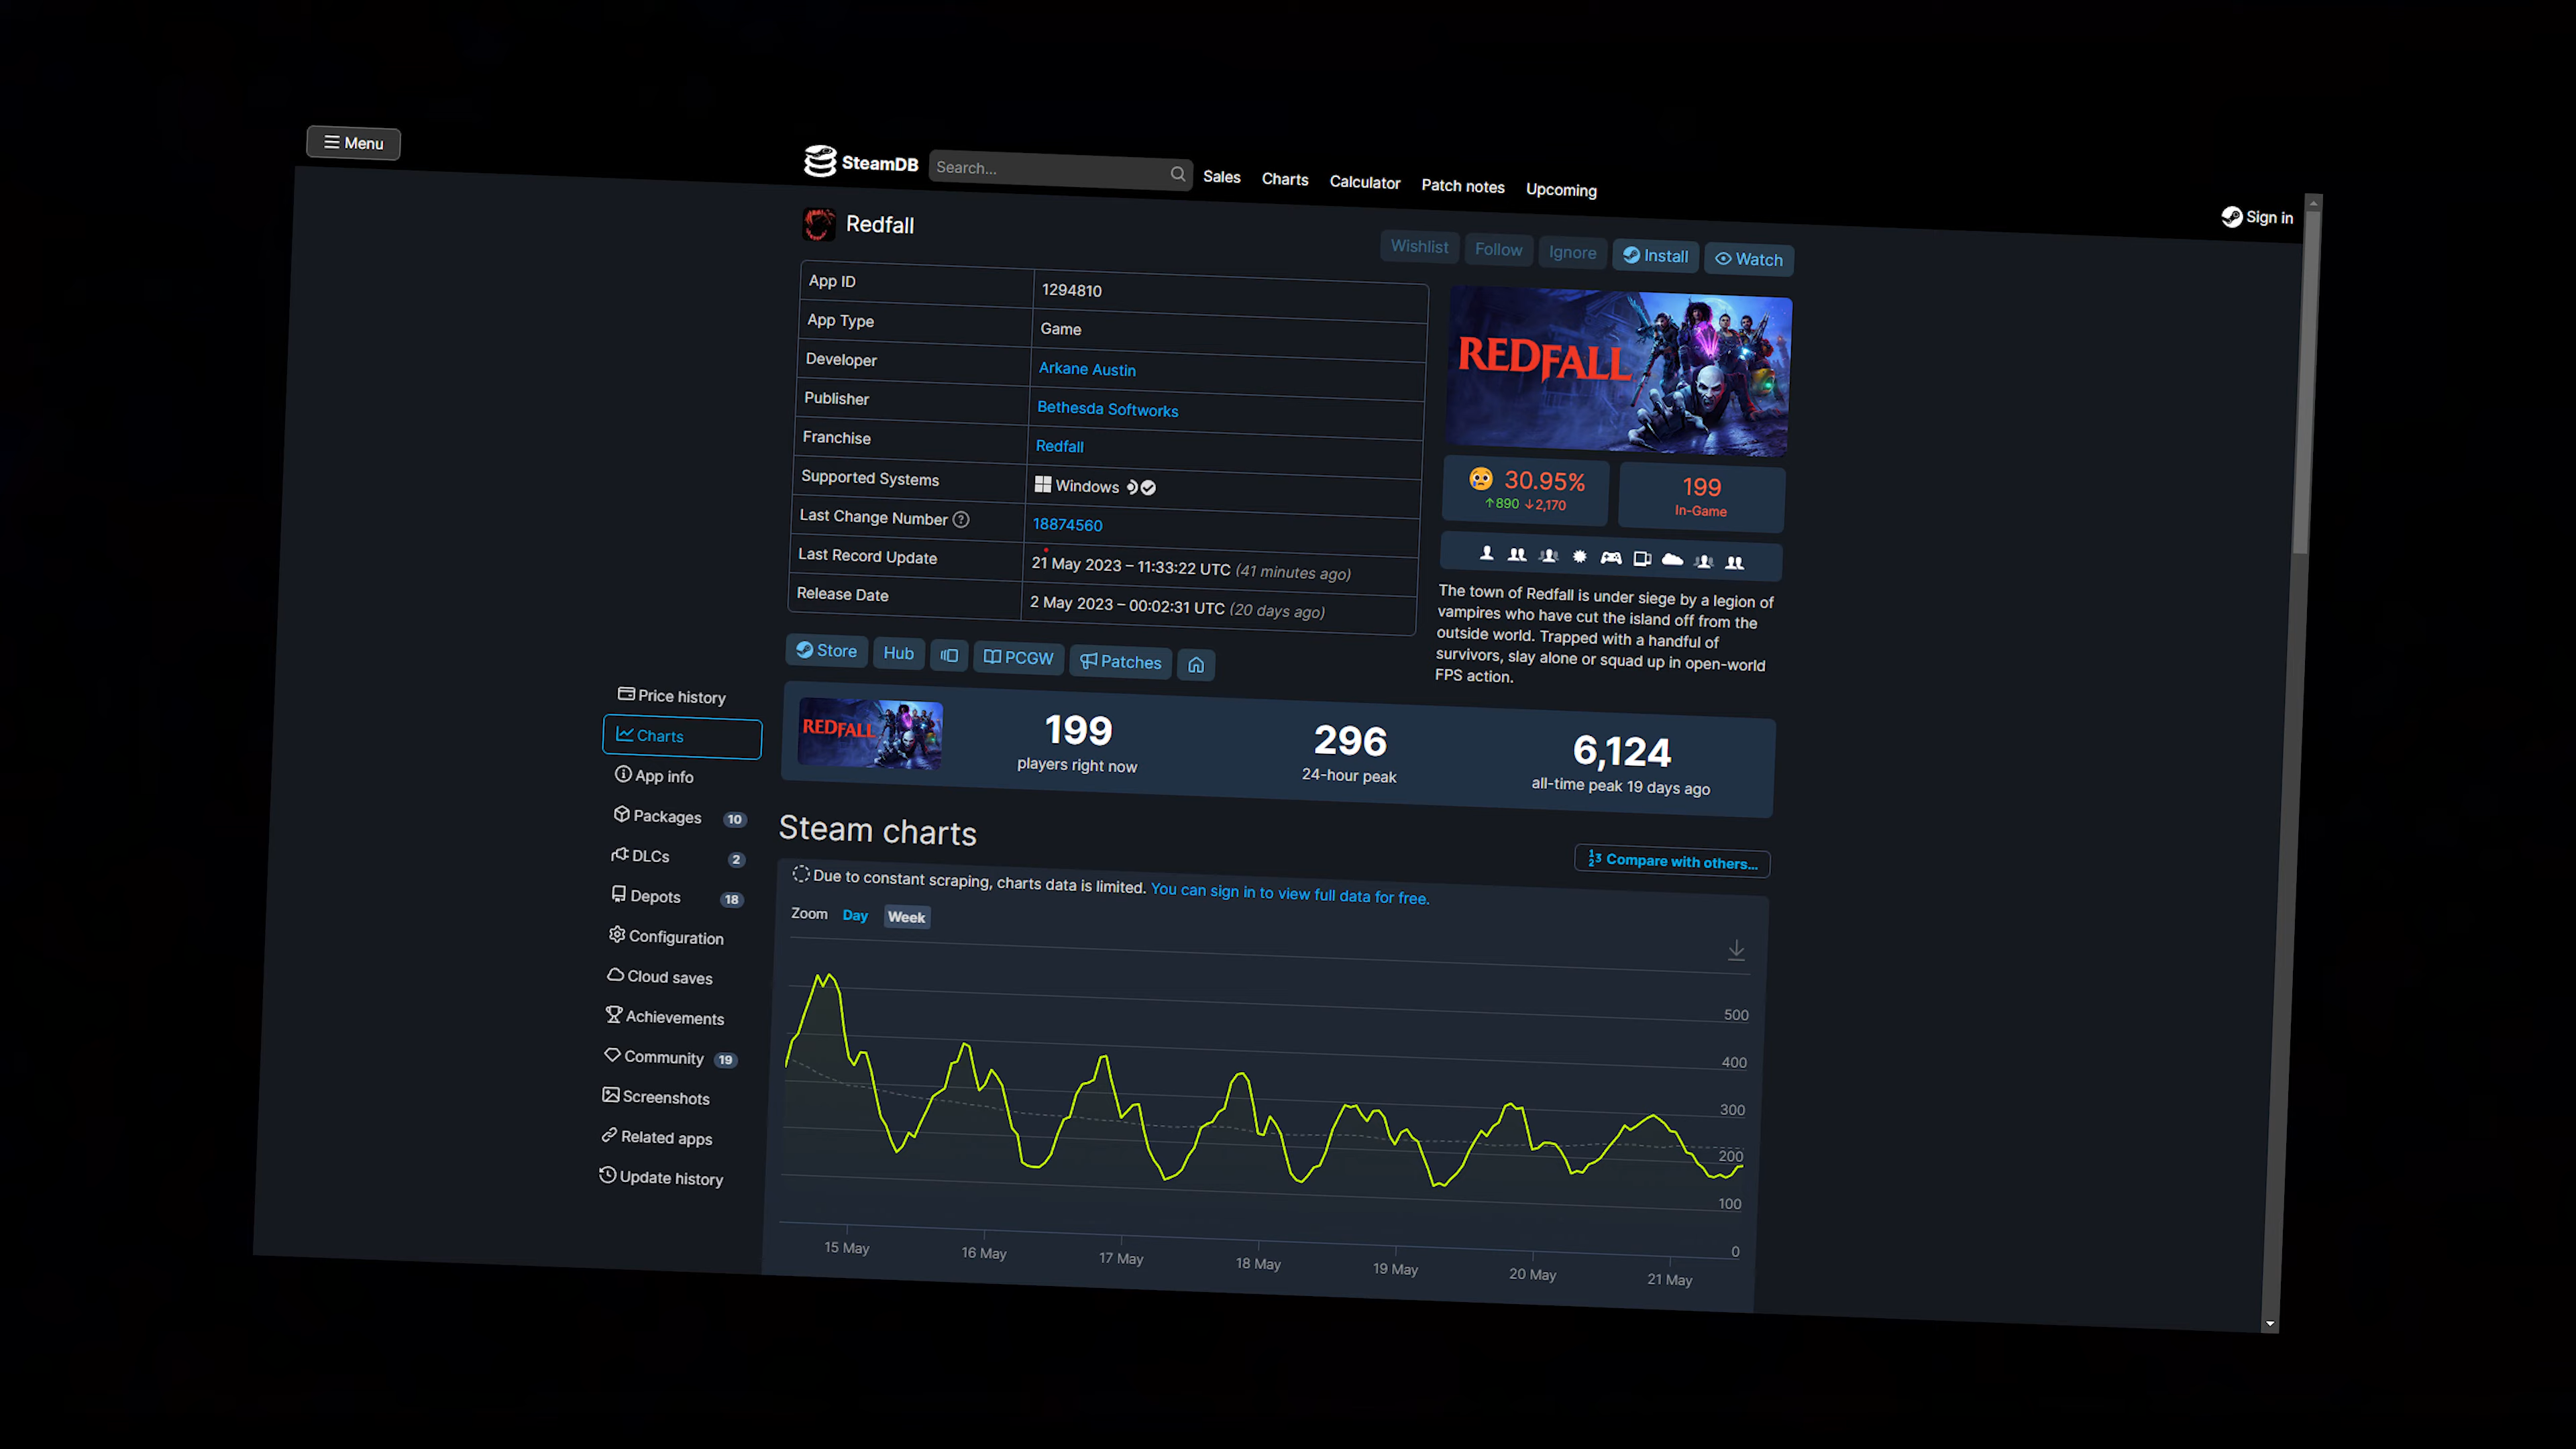 Menu
SteamDB
Search...
Sales
Charts
Calculator
Patch notes
Upcoming
Sign in
Redfall
Wishlist
Follow
Ignore
Install
Watch
App ID 1294810
App Type Game
Developer Arkane Austin
Publisher Bethesda Softworks
Franchise Redfall
Supported Systems Windows
Last Change Number 18874560
Last Record Update 21 May 2023 – 11:33:22 UTC (41 minutes ago)
Release Date 2 May 2023 – 00:02:31 UTC (20 days ago)
REDFALL
30.95%
↑890 ↓2,170
199
In-Game
The town of Redfall is under siege by a legion of
vampires who have cut the island off from the
outside world. Trapped with a handful of
survivors, slay alone or squad up in open-world
FPS action.
Store
Hub
PCGW
Patches
Price history
Charts
App info
Packages 10
DLCs 2
Depots 18
Configuration
Cloud saves
Achievements
Community 19
Screenshots
Related apps
Update history
REDFALL
199
players right now
296
24-hour peak
6,124
all-time peak 19 days ago
Steam charts
Compare with others...
Due to constant scraping, charts data is limited. You can sign in to view full data for free.
Zoom Day Week
500
400
300
200
100
0
15 May
16 May
17 May
18 May
19 May
20 May
21 May